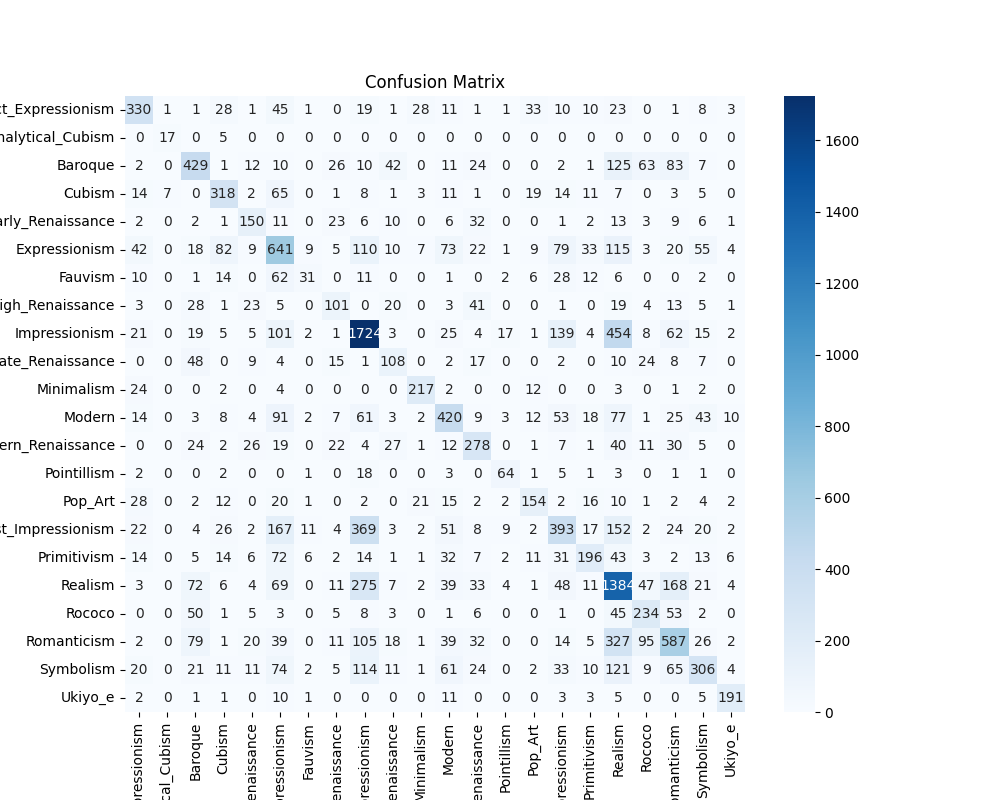 Confusion Matrix
ct_Expressionism 330 1 1 28 1 45 1 0 19 1 28 11 1 1 33 10 10 23 0 1 8 3
nalytical_Cubism 0 17 0 5 0 0 0 0 0 0 0 0 0 0 0 0 0 0 0 0 0 0
Baroque 2 0 429 1 12 10 0 26 10 42 0 11 24 0 0 2 1 125 63 83 7 0
Cubism 14 7 0 318 2 65 0 1 8 1 3 11 1 0 19 14 11 7 0 3 5 0
arly_Renaissance 2 0 2 1 150 11 0 23 6 10 0 6 32 0 0 1 2 13 3 9 6 1
Expressionism 42 0 18 82 9 641 9 5 110 10 7 73 22 1 9 79 33 115 3 20 55 4
Fauvism 10 0 1 14 0 62 31 0 11 0 0 1 0 2 6 28 12 6 0 0 2 0
igh_Renaissance 3 0 28 1 23 5 0 101 0 20 0 3 41 0 0 1 0 19 4 13 5 1
Impressionism 21 0 19 5 5 101 2 1 1724 3 0 25 4 17 1 139 4 454 8 62 15 2
ate_Renaissance 0 0 48 0 9 4 0 15 1 108 0 2 17 0 0 2 0 10 24 8 7 0
Minimalism 24 0 0 2 0 4 0 0 0 0 217 2 0 0 12 0 0 3 0 1 2 0
Modern 14 0 3 8 4 91 2 7 61 3 2 420 9 3 12 53 18 77 1 25 43 10
ern_Renaissance 0 0 24 2 26 19 0 22 4 27 1 12 278 0 1 7 1 40 11 30 5 0
Pointillism 2 0 0 2 0 0 1 0 18 0 0 3 0 64 1 5 1 3 0 1 1 0
Pop_Art 28 0 2 12 0 20 1 0 2 0 21 15 2 2 154 2 16 10 1 2 4 2
st_Impressionism 22 0 4 26 2 167 11 4 369 3 2 51 8 9 2 393 17 152 2 24 20 2
Primitivism 14 0 5 14 6 72 6 2 14 1 1 32 7 2 11 31 196 43 3 2 13 6
Realism 3 0 72 6 4 69 0 11 275 7 2 39 33 4 1 48 11 1384 47 168 21 4
Rococo 0 0 50 1 5 3 0 5 8 3 0 1 6 0 0 1 0 45 234 53 2 0
Romanticism 2 0 79 1 20 39 0 11 105 18 1 39 32 0 0 14 5 327 95 587 26 2
Symbolism 20 0 21 11 11 74 2 5 114 11 1 61 24 0 2 33 10 121 9 65 306 4
Ukiyo_e 2 0 1 1 0 10 1 0 0 0 0 11 0 0 0 3 3 5 0 0 5 191
pressionism
cal_Cubism
Baroque
Cubism
enaissance
pressionism
Fauvism
enaissance
pressionism
enaissance
Minimalism
Modern
enaissance
Pointillism
Pop_Art
pressionism
Primitivism
Realism
Rococo
omanticism
Symbolism
Ukiyo_e
1600
1400
1200
1000
800
600
400
200
0